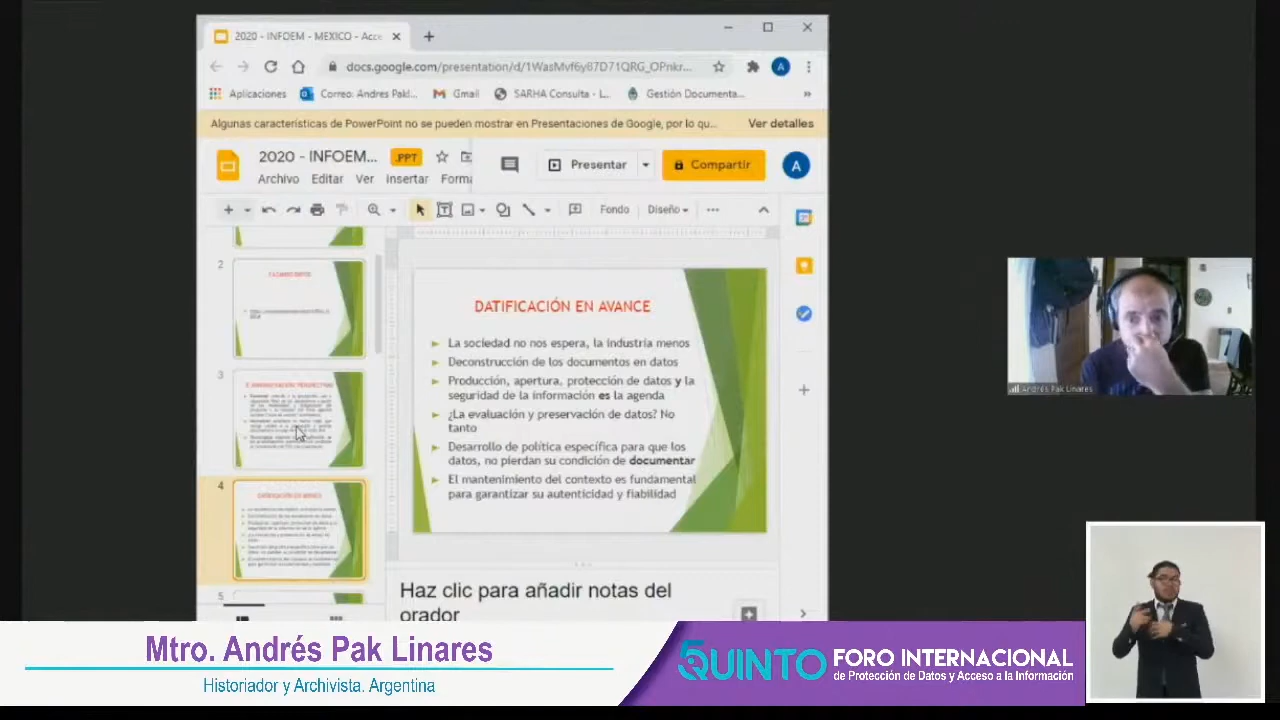 2020 - INFOEM - MEXICO - Acce
docs.google.com/presentation/d/1WasMvf6y87D71QRG_OPnkr...
Aplicaciones
Correo: Andres Pakl...
Gmail
SARHA Consulta - L...
Gestión Documenta...
»
Algunas características de PowerPoint no se pueden mostrar en Presentaciones de Google, por lo qu...
Ver detalles
2020 - INFOEM...
.PPT
Presentar
Compartir
A
Archivo Editar Ver Insertar Forma
Fondo
Diseño
2
3
4
5
DATIFICACIÓN EN AVANCE
La sociedad no nos espera, la industria menos
Deconstrucción de los documentos en datos
Producción, apertura, protección de datos y la
seguridad de la información es la agenda
¿La evaluación y preservación de datos? No
tanto
Desarrollo de política específica para que los
datos, no pierdan su condición de documentar
El mantenimiento del contexto es fundamental
para garantizar su autenticidad y fiabilidad
Haz clic para añadir notas del
orador
Andrés Pak Linares
Mtro. Andrés Pak Linares
Historiador y Archivista. Argentina
5 QUINTO FORO INTERNACIONAL
de Protección de Datos y Acceso a la Información